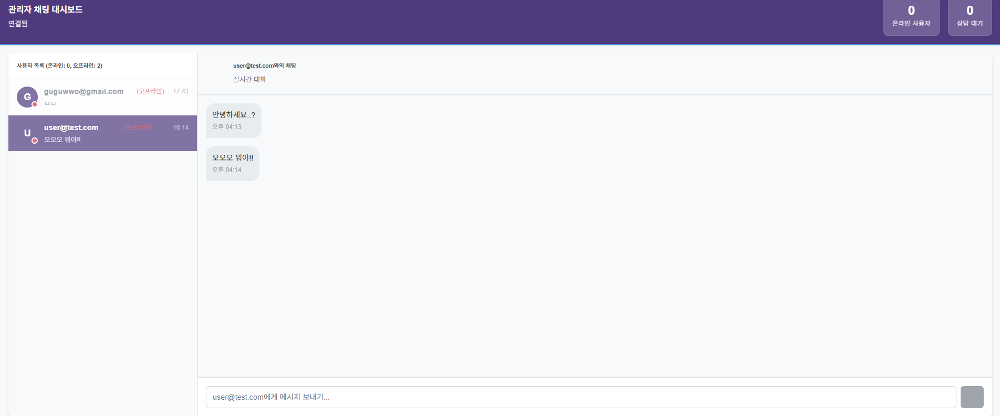 관리자 채팅 대시보드
연결됨
0
온라인 사용자
0
상담 대기
사용자 목록 (온라인: 0, 오프라인: 2)
G
guguwwo@gmail.com (오프라인) 17:43
ㅁㅁ
U
user@test.com (오프라인) 16:14
오오오 뭐야!!
user@test.com와의 채팅
실시간 대화
안녕하세요..?
오후 04:13
오오오 뭐야!!
오후 04:14
user@test.com에게 메시지 보내기...